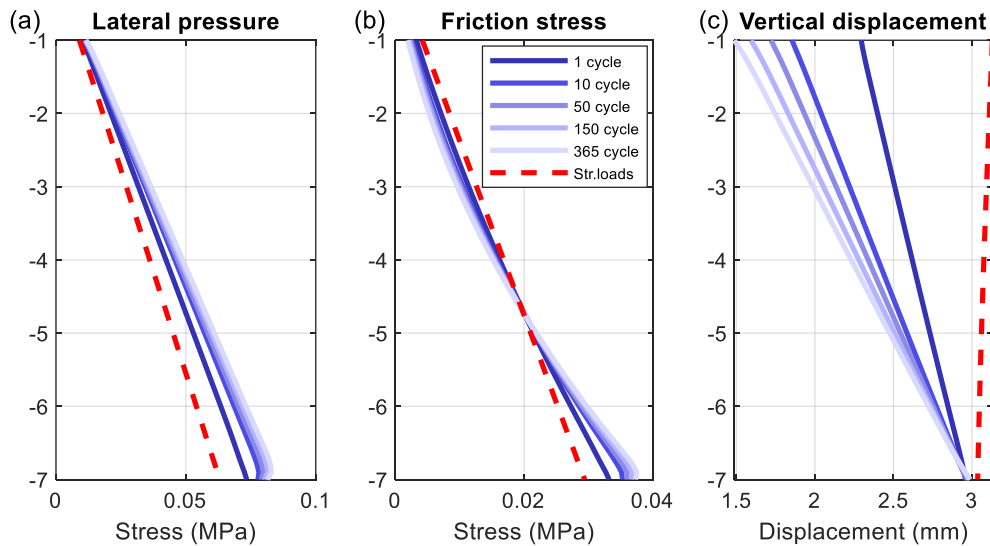 (a) Lateral pressure
-1
-2
-3
-4
-5
-6
-7
0 0.05 0.1
Stress (MPa)
(b) Friction stress
-1
-2
-3
-4
-5
-6
-7
0 0.02 0.04
Stress (MPa)
1 cycle
10 cycle
50 cycle
150 cycle
365 cycle
Str.loads
(c) Vertical displacement
-1
-2
-3
-4
-5
-6
-7
1.5 2 2.5 3
Displacement (mm)